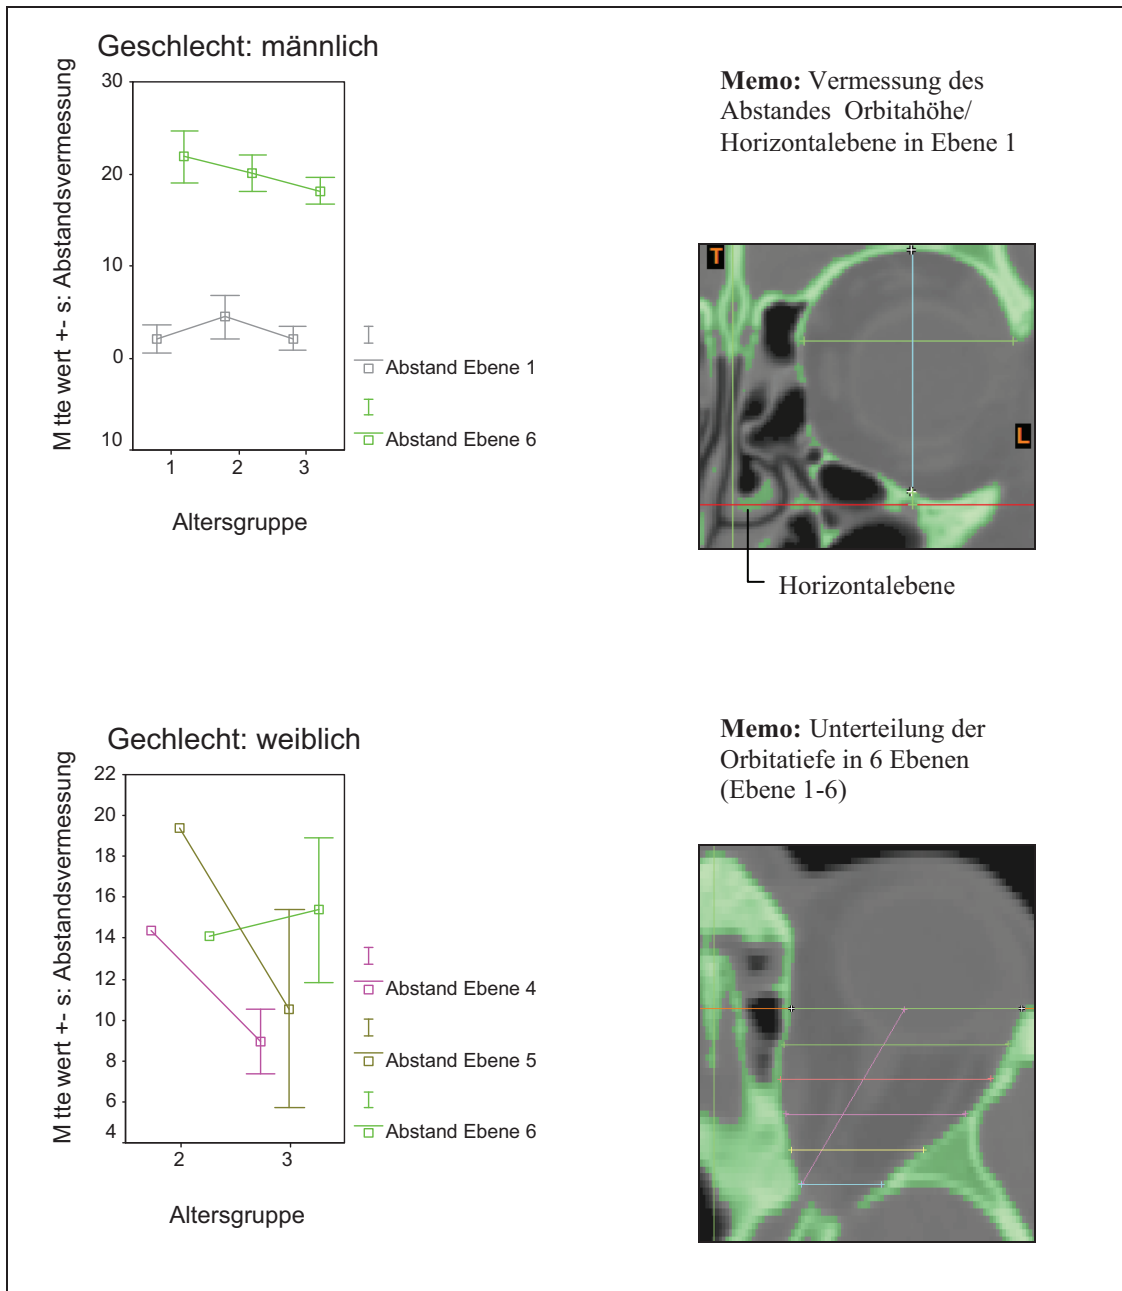 Geschlecht: männlich
M tte wert +- s: Abstandsvermessung
30
20
10
0
10
1 2 3
Altersgruppe
Abstand Ebene 1
Abstand Ebene 6
Memo: Vermessung des
Abstandes Orbitahöhe/
Horizontalebene in Ebene 1
T
L
Horizontalebene
Gechlecht: weiblich
M tte wert +- s: Abstandsvermessung
22
20
18
16
14
12
10
8
6
4
2 3
Altersgruppe
Abstand Ebene 4
Abstand Ebene 5
Abstand Ebene 6
Memo: Unterteilung der
Orbitatiefe in 6 Ebenen
(Ebene 1-6)